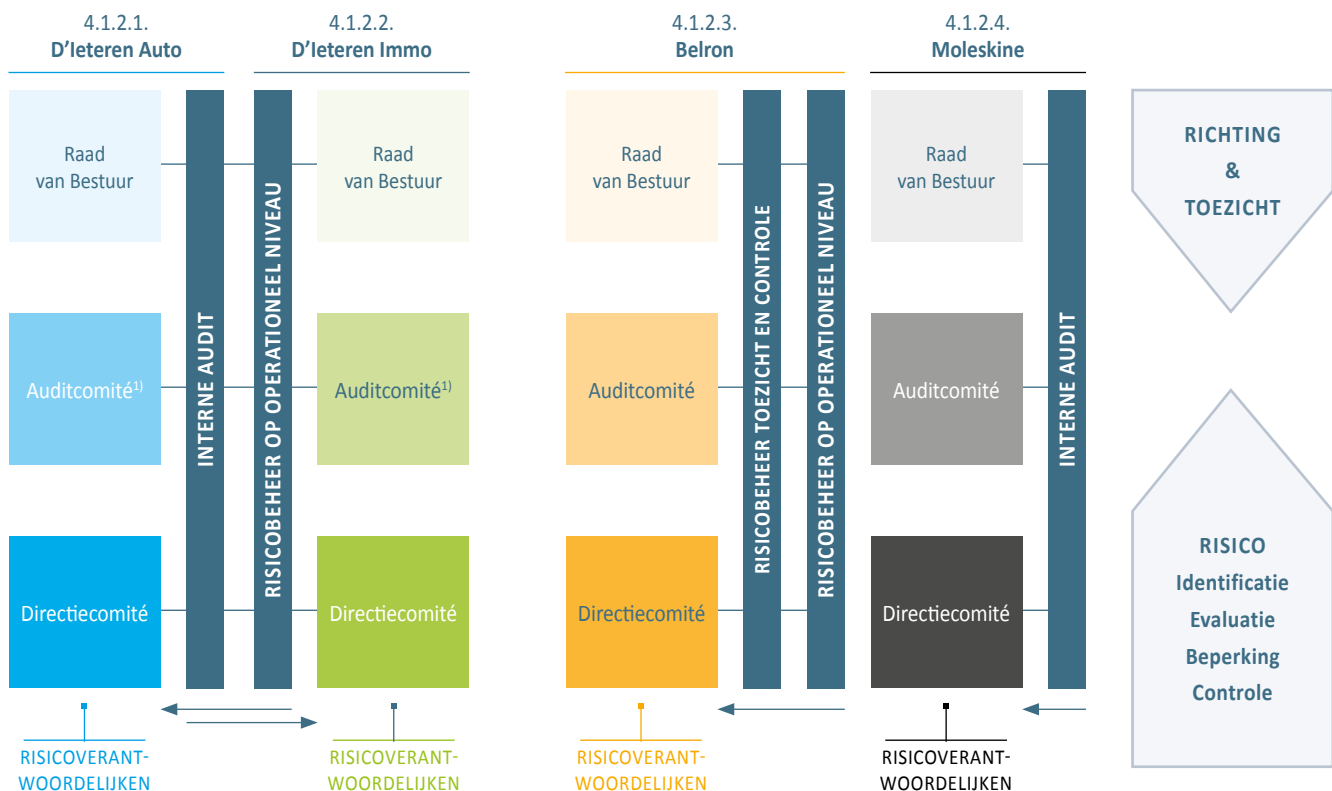 4.1.2.1.
D'Ieteren Auto
Raad
van Bestuur
Auditcomité1)
Directiecomité
RISICOVERANT-
WOORDELIJKEN
INTERNE AUDIT
RISICOBEHEER OP OPERATIONEEL NIVEAU
4.1.2.2.
D'Ieteren Immo
Raad
van Bestuur
Auditcomité1)
Directiecomité
RISICOVERANT-
WOORDELIJKEN
4.1.2.3.
Belron
Raad
van Bestuur
Auditcomité
Directiecomité
RISICOVERANT-
WOORDELIJKEN
RISICOBEHEER TOEZICHT EN CONTROLE
RISICOBEHEER OP OPERATIONEEL NIVEAU
4.1.2.4.
Moleskine
Raad
van Bestuur
Auditcomité
Directiecomité
RISICOVERANT-
WOORDELIJKEN
INTERNE AUDIT
RICHTING
&
TOEZICHT
RISICO
Identificatie
Evaluatie
Beperking
Controle